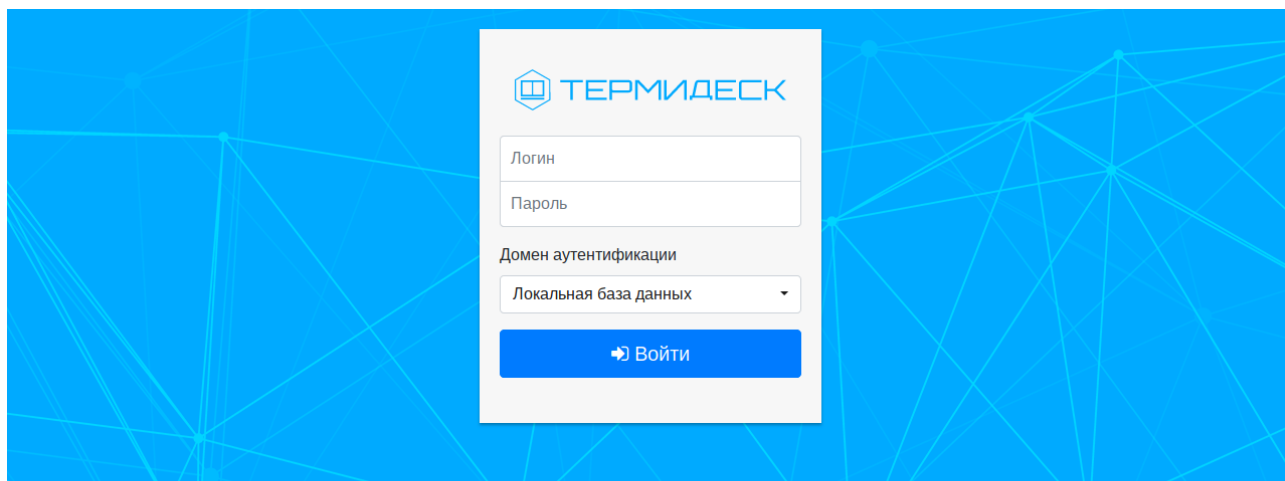 ТЕРМИДЕСК
Логин
Пароль
Домен аутентификации
Локальная база данных
Войти